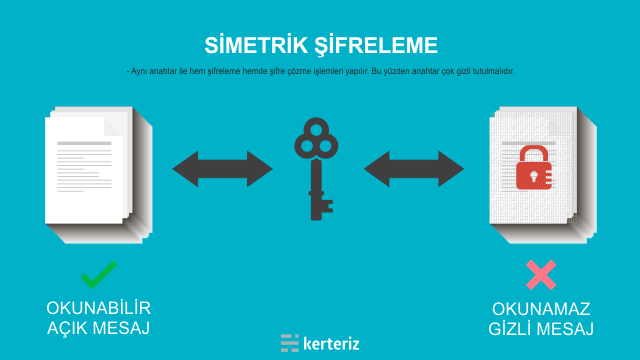 SİMETRİK ŞİFRELEME
- Aynı anahtar ile hem şifreleme hemde şifre çözme işlemleri yapılır. Bu yüzden anahtar çok gizli tutulmalıdır.
OKUNABİLİR
AÇIK MESAJ
OKUNAMAZ
GİZLİ MESAJ
kerteriz